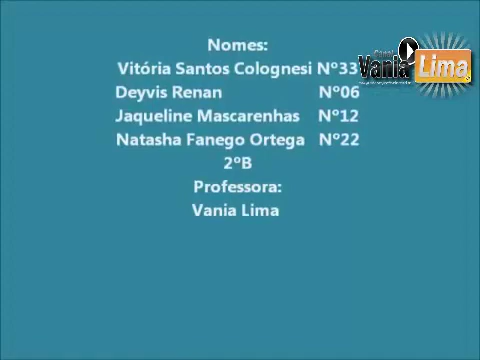 Nomes:
Vitória Santos Colognesi Nº33
Deyvis Renan Nº06
Jaqueline Mascarenhas Nº12
Natasha Fanego Ortega Nº22
2ºB
Professora:
Vania Lima
Canal
Vania Lima